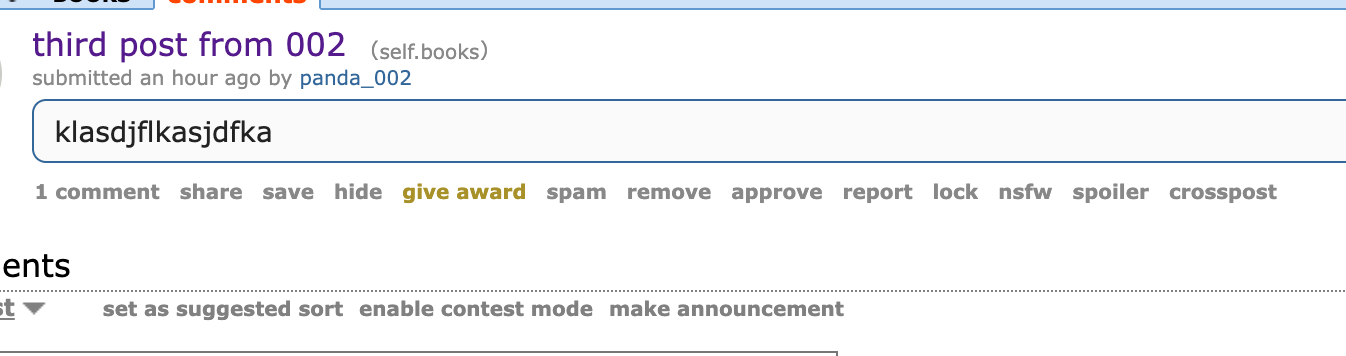 BOOKS comments
third post from 002 (self.books)
submitted an hour ago by panda_002
klasdjflkasjdfka
1 comment share save hide give award spam remove approve report lock nsfw spoiler crosspost
ents
st set as suggested sort enable contest mode make announcement